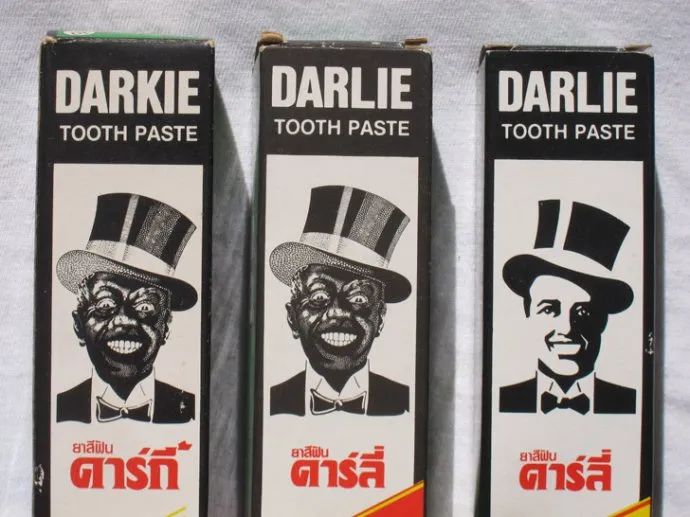 DARKIE
TOOTH PASTE
ยาสีฟัน
ดาร์กี่
DARLIE
TOOTH PASTE
ยาสีฟัน
ดาร์ลี่
DARLIE
TOOTH PASTE
ยาสีฟัน
ดาร์ลี่